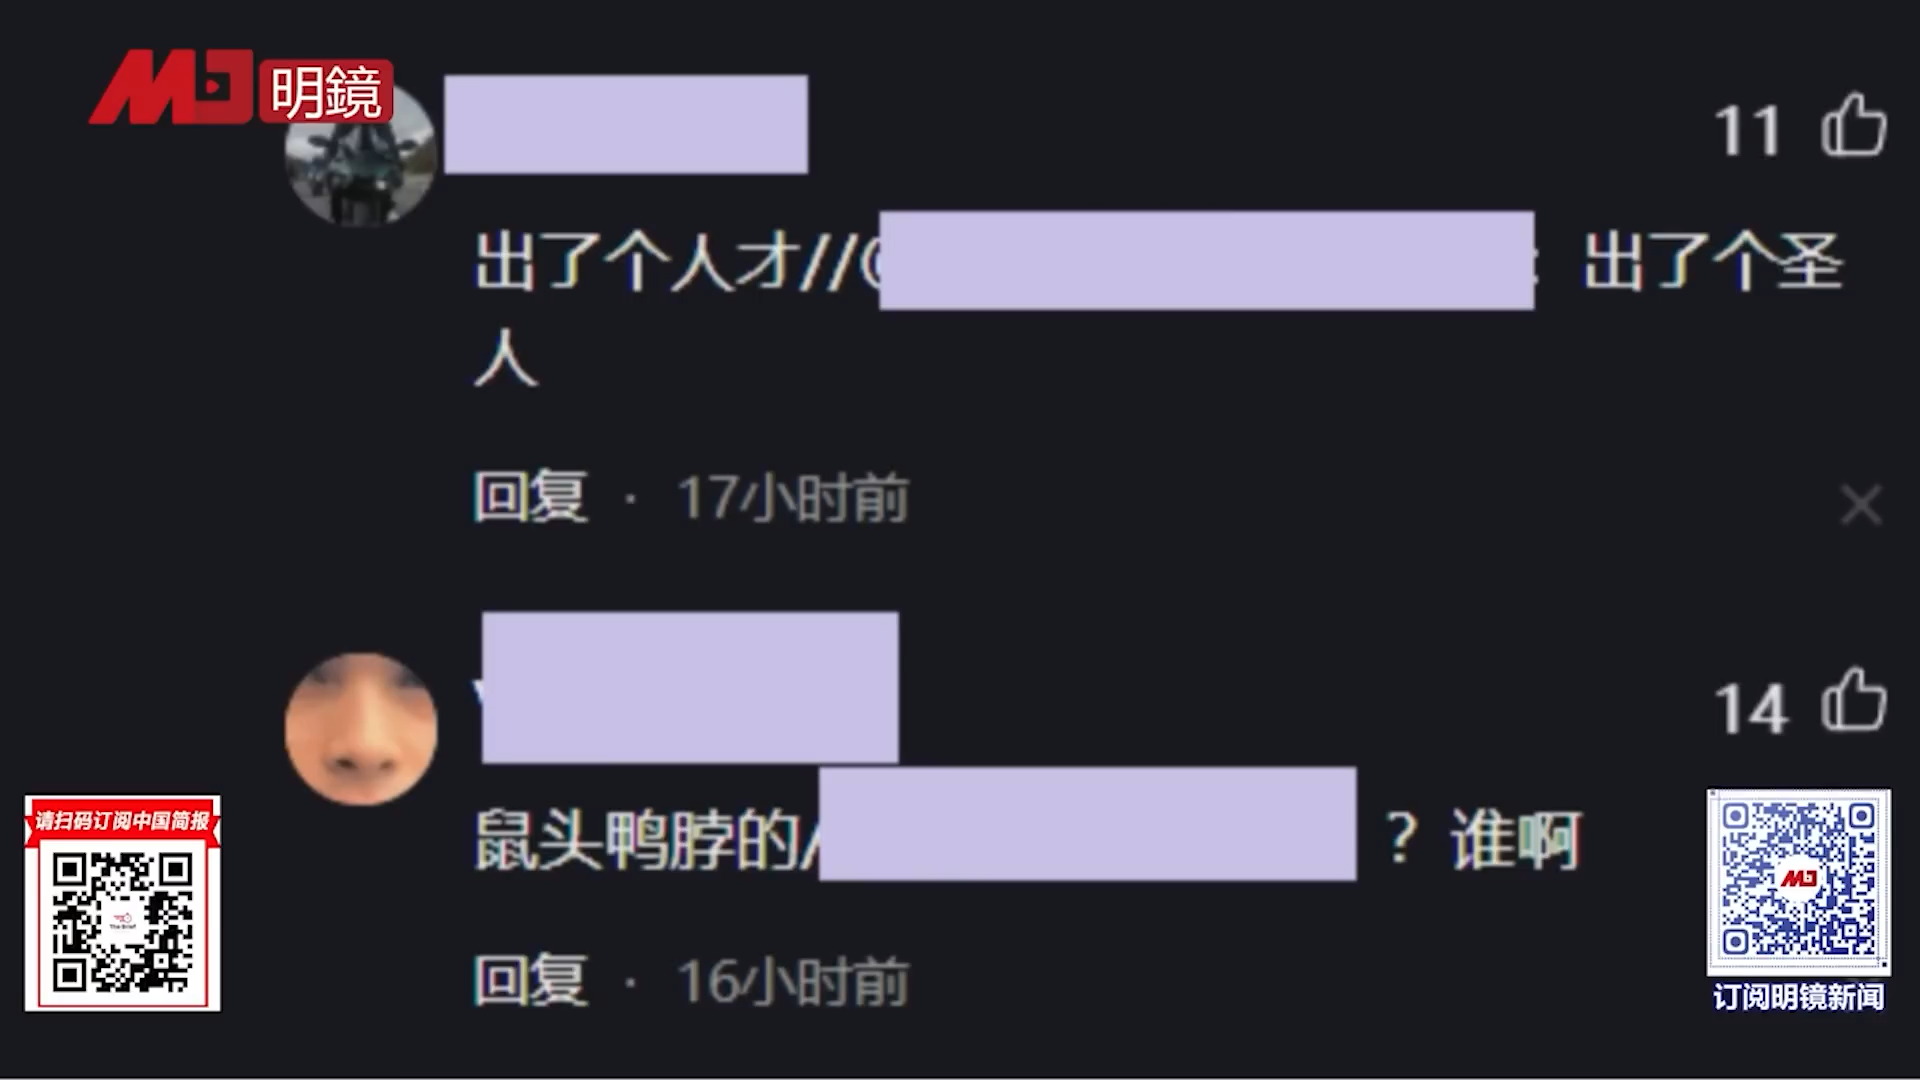 明鏡
11
出了个人才//@ : 出了个圣
人
回复 · 17小时前
14
鼠头鸭脖的/ ？谁啊
回复 · 16小时前
请扫码订阅中国简报
The Brief
订阅明镜新闻